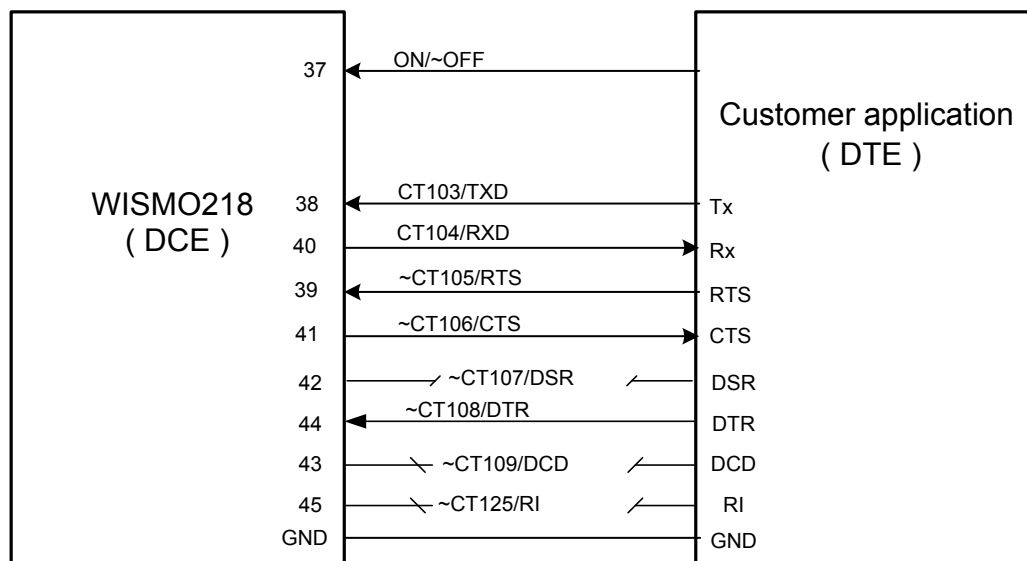 37 ON/~OFF
Customer application
( DTE )
WISMO218
( DCE )
38 CT103/TXD Tx
40 CT104/RXD Rx
39 ~CT105/RTS RTS
41 ~CT106/CTS CTS
42 ~CT107/DSR DSR
44 ~CT108/DTR DTR
43 ~CT109/DCD DCD
45 ~CT125/RI RI
GND GND